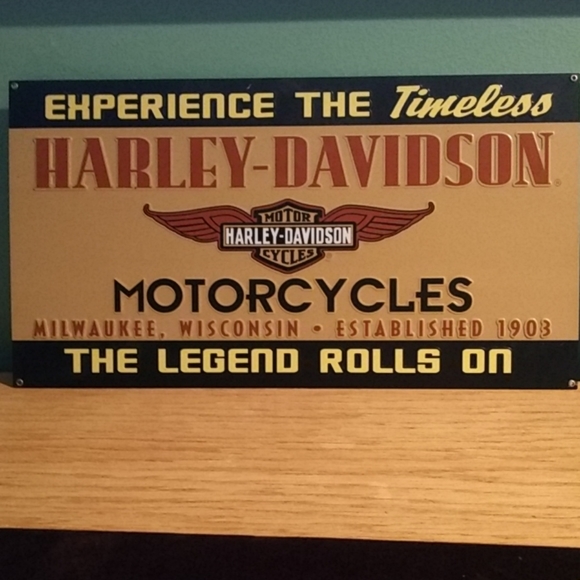 EXPERIENCE THE Timeless
HARLEY-DAVIDSON®
MOTOR
HARLEY-DAVIDSON
CYCLES
MOTORCYCLES
MILWAUKEE, WISCONSIN • ESTABLISHED 1903
THE LEGEND ROLLS ON